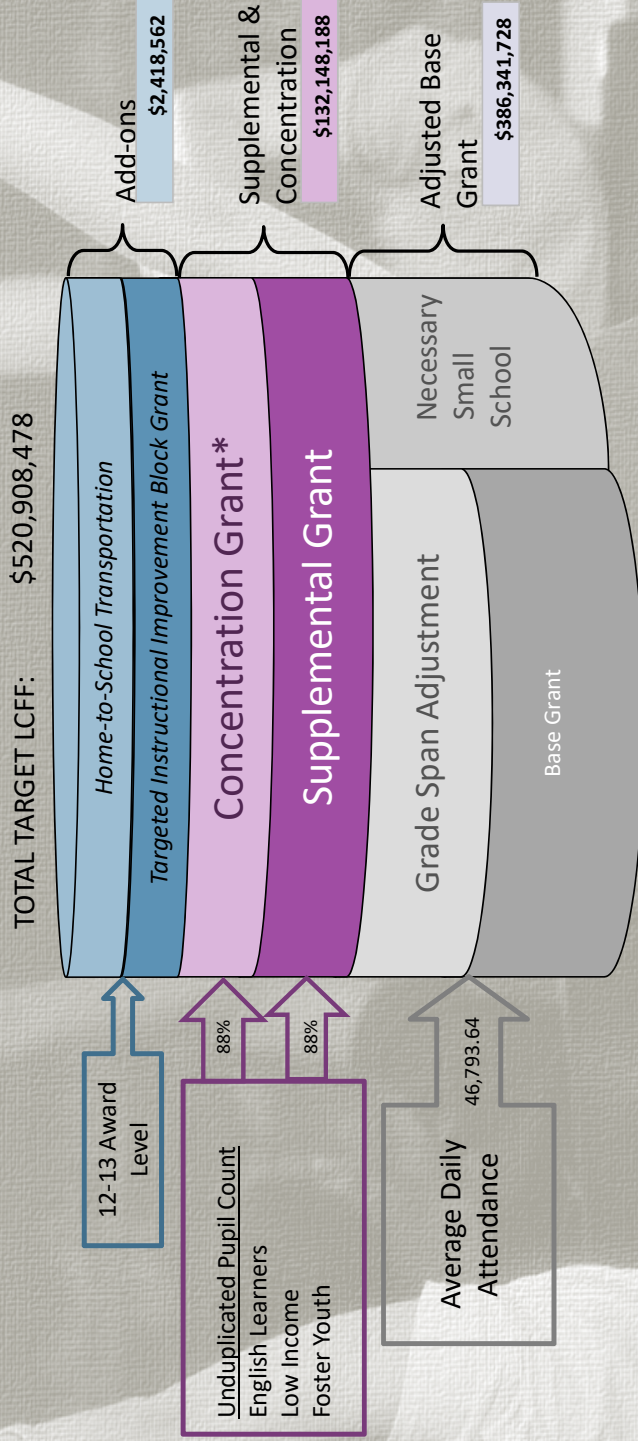 TOTAL TARGET LCFF: $520,908,478
12-13 Award
Level
Unduplicated Pupil Count
English Learners
Low Income
Foster Youth
88%
88%
Average Daily
Attendance
46,793.64
Home-to-School Transportation
Targeted Instructional Improvement Block Grant
Concentration Grant*
Supplemental Grant
Grade Span Adjustment
Base Grant
Necessary
Small
School
Add-ons
$2,418,562
Supplemental &
Concentration
$132,148,188
Adjusted Base
Grant
$386,341,728